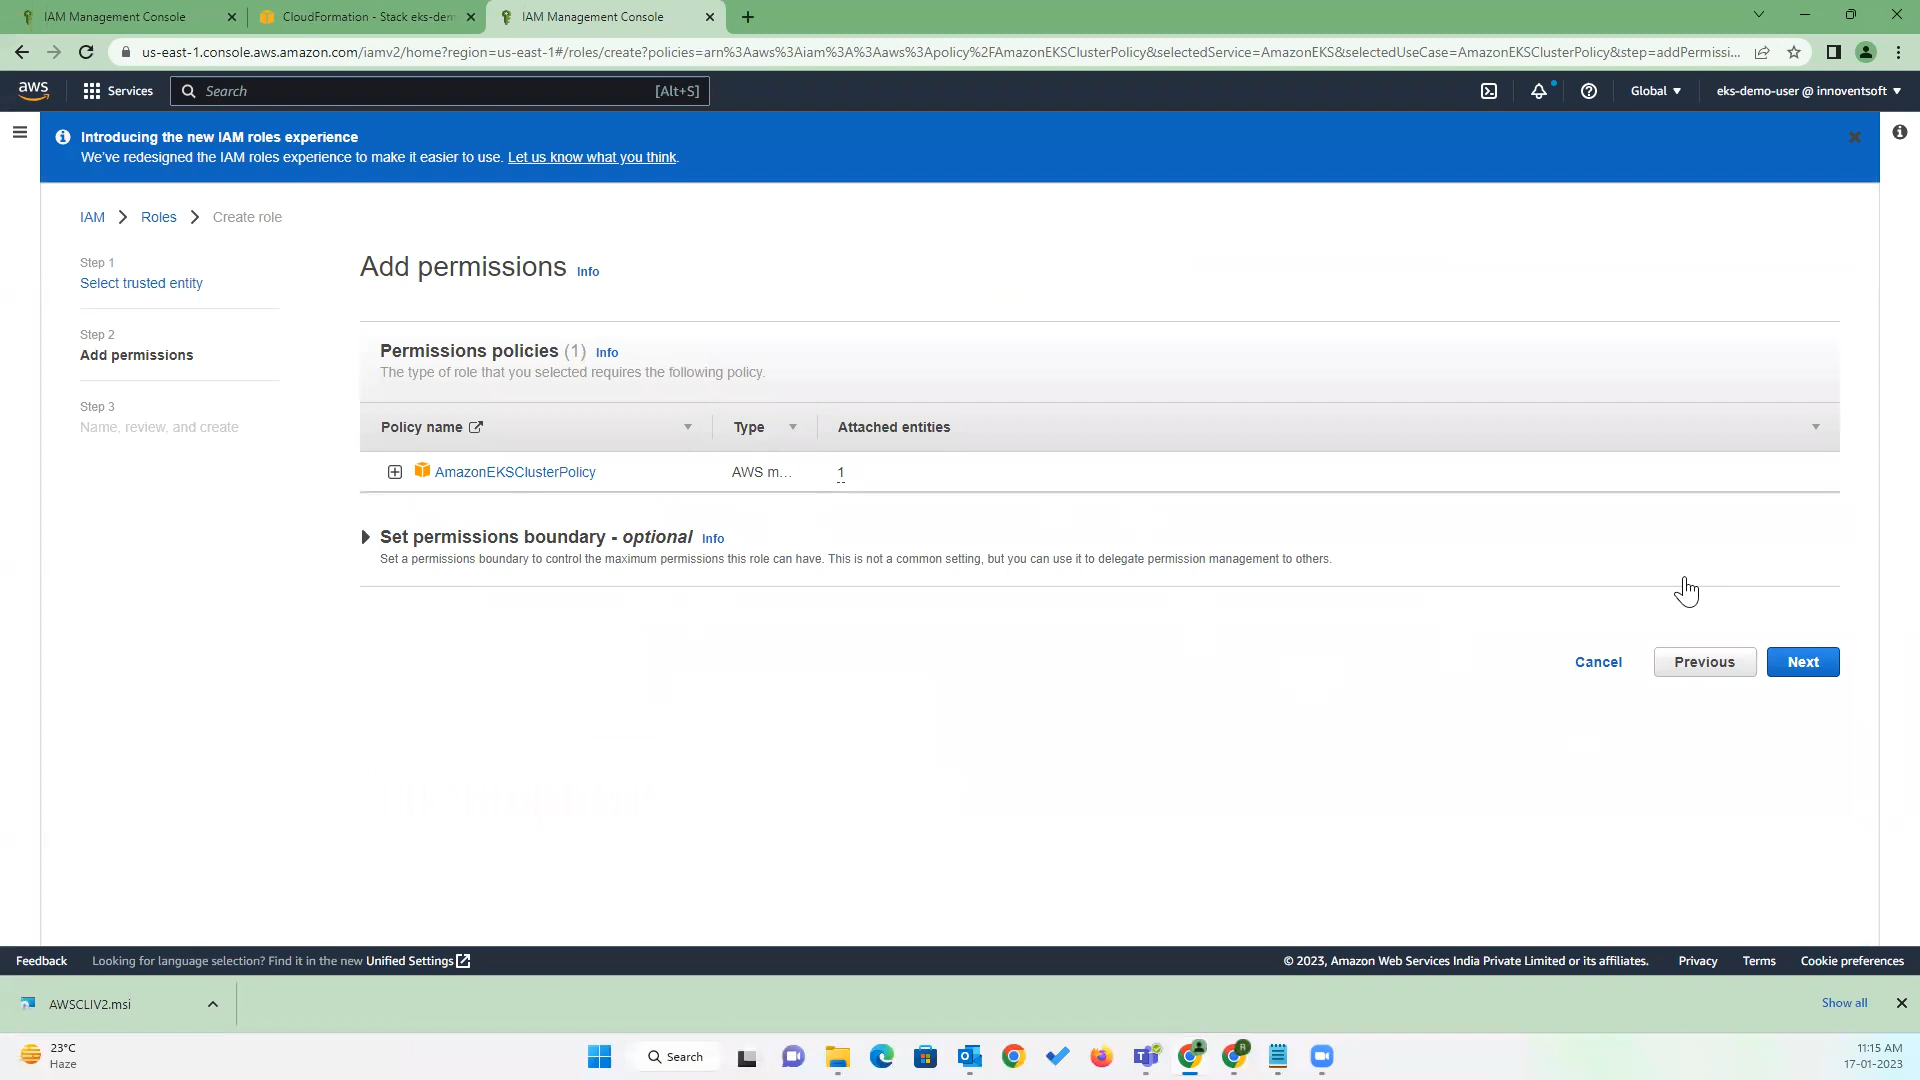 IAM Management Console
CloudFormation - Stack eks-dem
IAM Management Console
us-east-1.console.aws.amazon.com/iamv2/home?region=us-east-1#/roles/create?policies=arn%3Aaws%3Aiam%3A%3Aaws%3Apolicy%2FAmazonEKSClusterPolicy&selectedService=AmazonEKS&selectedUseCase=AmazonEKSClusterPolicy&step=addPermissi...
aws
Services
Search
[Alt+S]
Global
eks-demo-user @ innoventsoft
Introducing the new IAM roles experience
We've redesigned the IAM roles experience to make it easier to use. Let us know what you think.
IAM
Roles
Create role
Step 1
Select trusted entity
Step 2
Add permissions
Step 3
Name, review, and create
Add permissions Info
Permissions policies (1) Info
The type of role that you selected requires the following policy.
Policy name
Type
Attached entities
AmazonEKSClusterPolicy
AWS m...
1
Set permissions boundary - optional Info
Set a permissions boundary to control the maximum permissions this role can have. This is not a common setting, but you can use it to delegate permission management to others.
Cancel
Previous
Next
Feedback
Looking for language selection? Find it in the new Unified Settings
© 2023, Amazon Web Services India Private Limited or its affiliates.
Privacy
Terms
Cookie preferences
AWSCLIV2.msi
Show all
23°C
Haze
Search
11:15 AM
17-01-2023